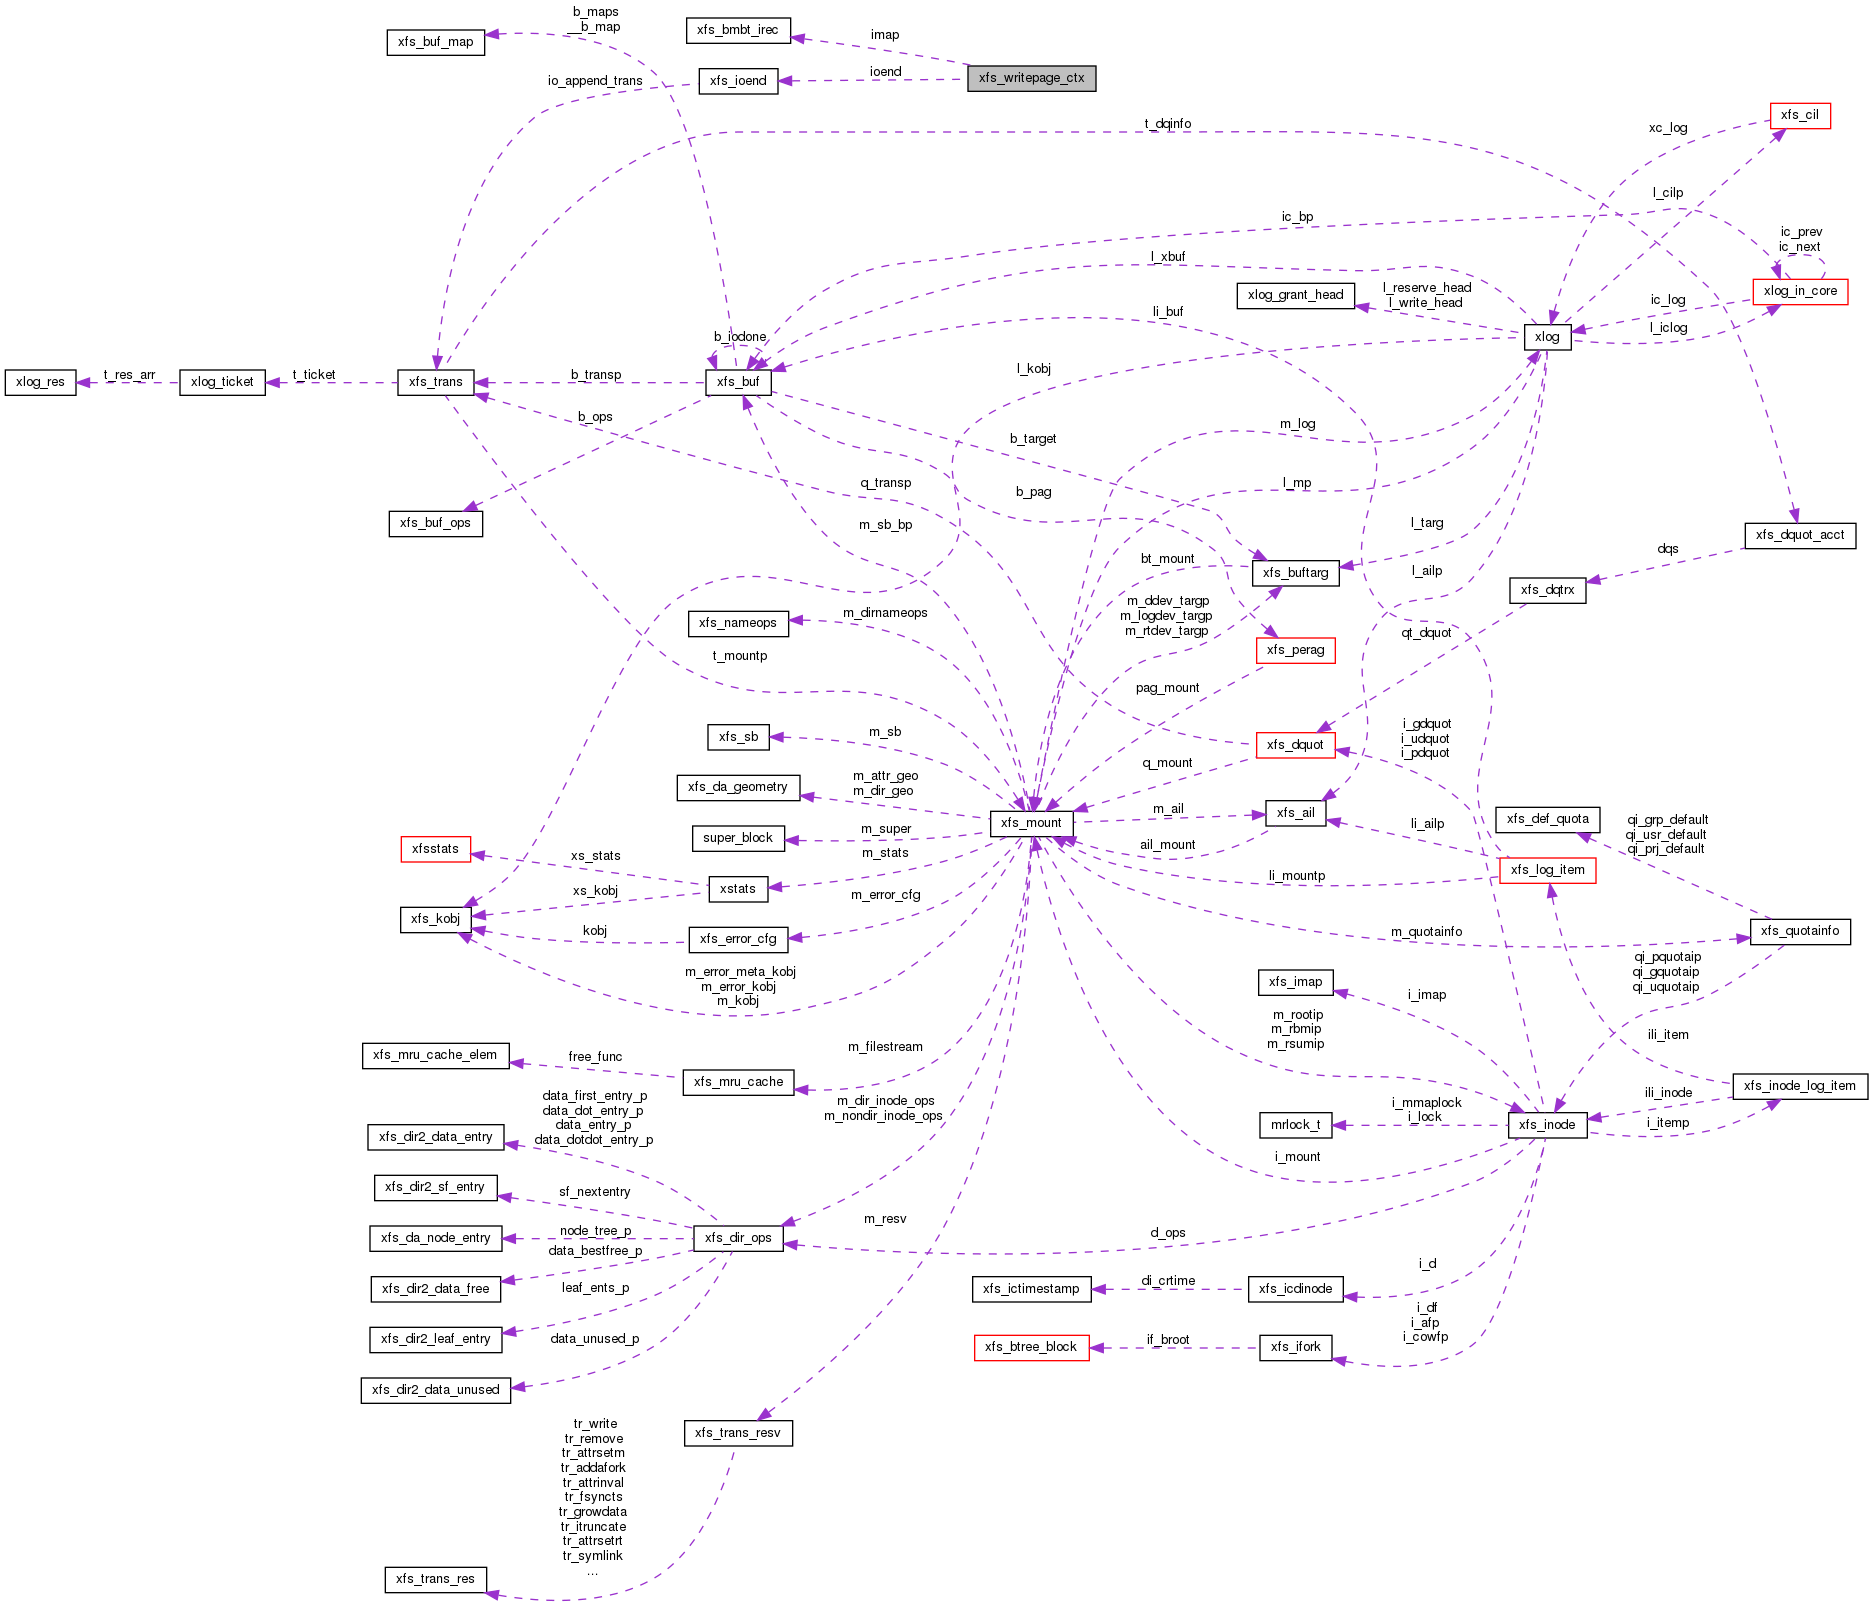 b_maps
__b_map
xfs_buf_map
xfs_bmbt_irec
imap
xfs_writepage_ctx
ioend
xfs_ioend
io_append_trans
t_dqinfo
xfs_cil
xc_log
l_cilp
ic_bp
ic_prev
ic_next
xlog_in_core
l_xbuf
xlog_grant_head
l_reserve_head
l_write_head
ic_log
l_iclog
xlog
li_buf
b_iodone
l_kobj
xlog_res
t_res_arr
xlog_ticket
t_ticket
xfs_trans
b_transp
xfs_buf
b_ops
m_log
b_target
q_transp
b_pag
l_mp
m_sb_bp
l_targ
xfs_buf_ops
xfs_dquot_acct
dqs
bt_mount
xfs_buftarg
l_ailp
xfs_dqtrx
m_ddev_targp
m_logdev_targp
m_rtdev_targp
xfs_nameops
m_dirnameops
qt_dquot
t_mountp
xfs_perag
pag_mount
i_gdquot
i_udquot
i_pdquot
xfs_sb
m_sb
xfs_dquot
q_mount
xfs_da_geometry
m_attr_geo
m_dir_geo
xfs_mount
m_ail
xfs_ail
xfs_def_quota
qi_grp_default
qi_usr_default
qi_prj_default
li_ailp
super_block
m_super
ail_mount
xfsstats
xs_stats
m_stats
xfs_log_item
li_mountp
xstats
xs_kobj
m_error_cfg
xfs_kobj
kobj
xfs_error_cfg
m_quotainfo
xfs_quotainfo
qi_pquotaip
qi_gquotaip
qi_uquotaip
m_error_meta_kobj
m_error_kobj
m_kobj
xfs_imap
i_imap
m_rootip
m_rbmip
m_rsumip
ili_item
m_filestream
xfs_mru_cache_elem
free_func
xfs_mru_cache
xfs_inode_log_item
ili_inode
i_itemp
data_first_entry_p
data_dot_entry_p
data_entry_p
data_dotdot_entry_p
m_dir_inode_ops
m_nondir_inode_ops
i_mmaplock
i_lock
mrlock_t
xfs_inode
xfs_dir2_data_entry
i_mount
xfs_dir2_sf_entry
sf_nextentry
m_resv
d_ops
xfs_da_node_entry
node_tree_p
xfs_dir_ops
data_bestfree_p
i_d
xfs_dir2_data_free
leaf_ents_p
xfs_ictimestamp
di_crtime
xfs_icdinode
i_df
i_afp
i_cowfp
xfs_dir2_leaf_entry
data_unused_p
xfs_btree_block
if_broot
xfs_ifork
xfs_dir2_data_unused
tr_write
tr_remove
tr_attrsetm
tr_addafork
tr_attrinval
tr_fsyncts
tr_growdata
tr_itruncate
tr_attrsetrt
tr_symlink
...
xfs_trans_resv
xfs_trans_res